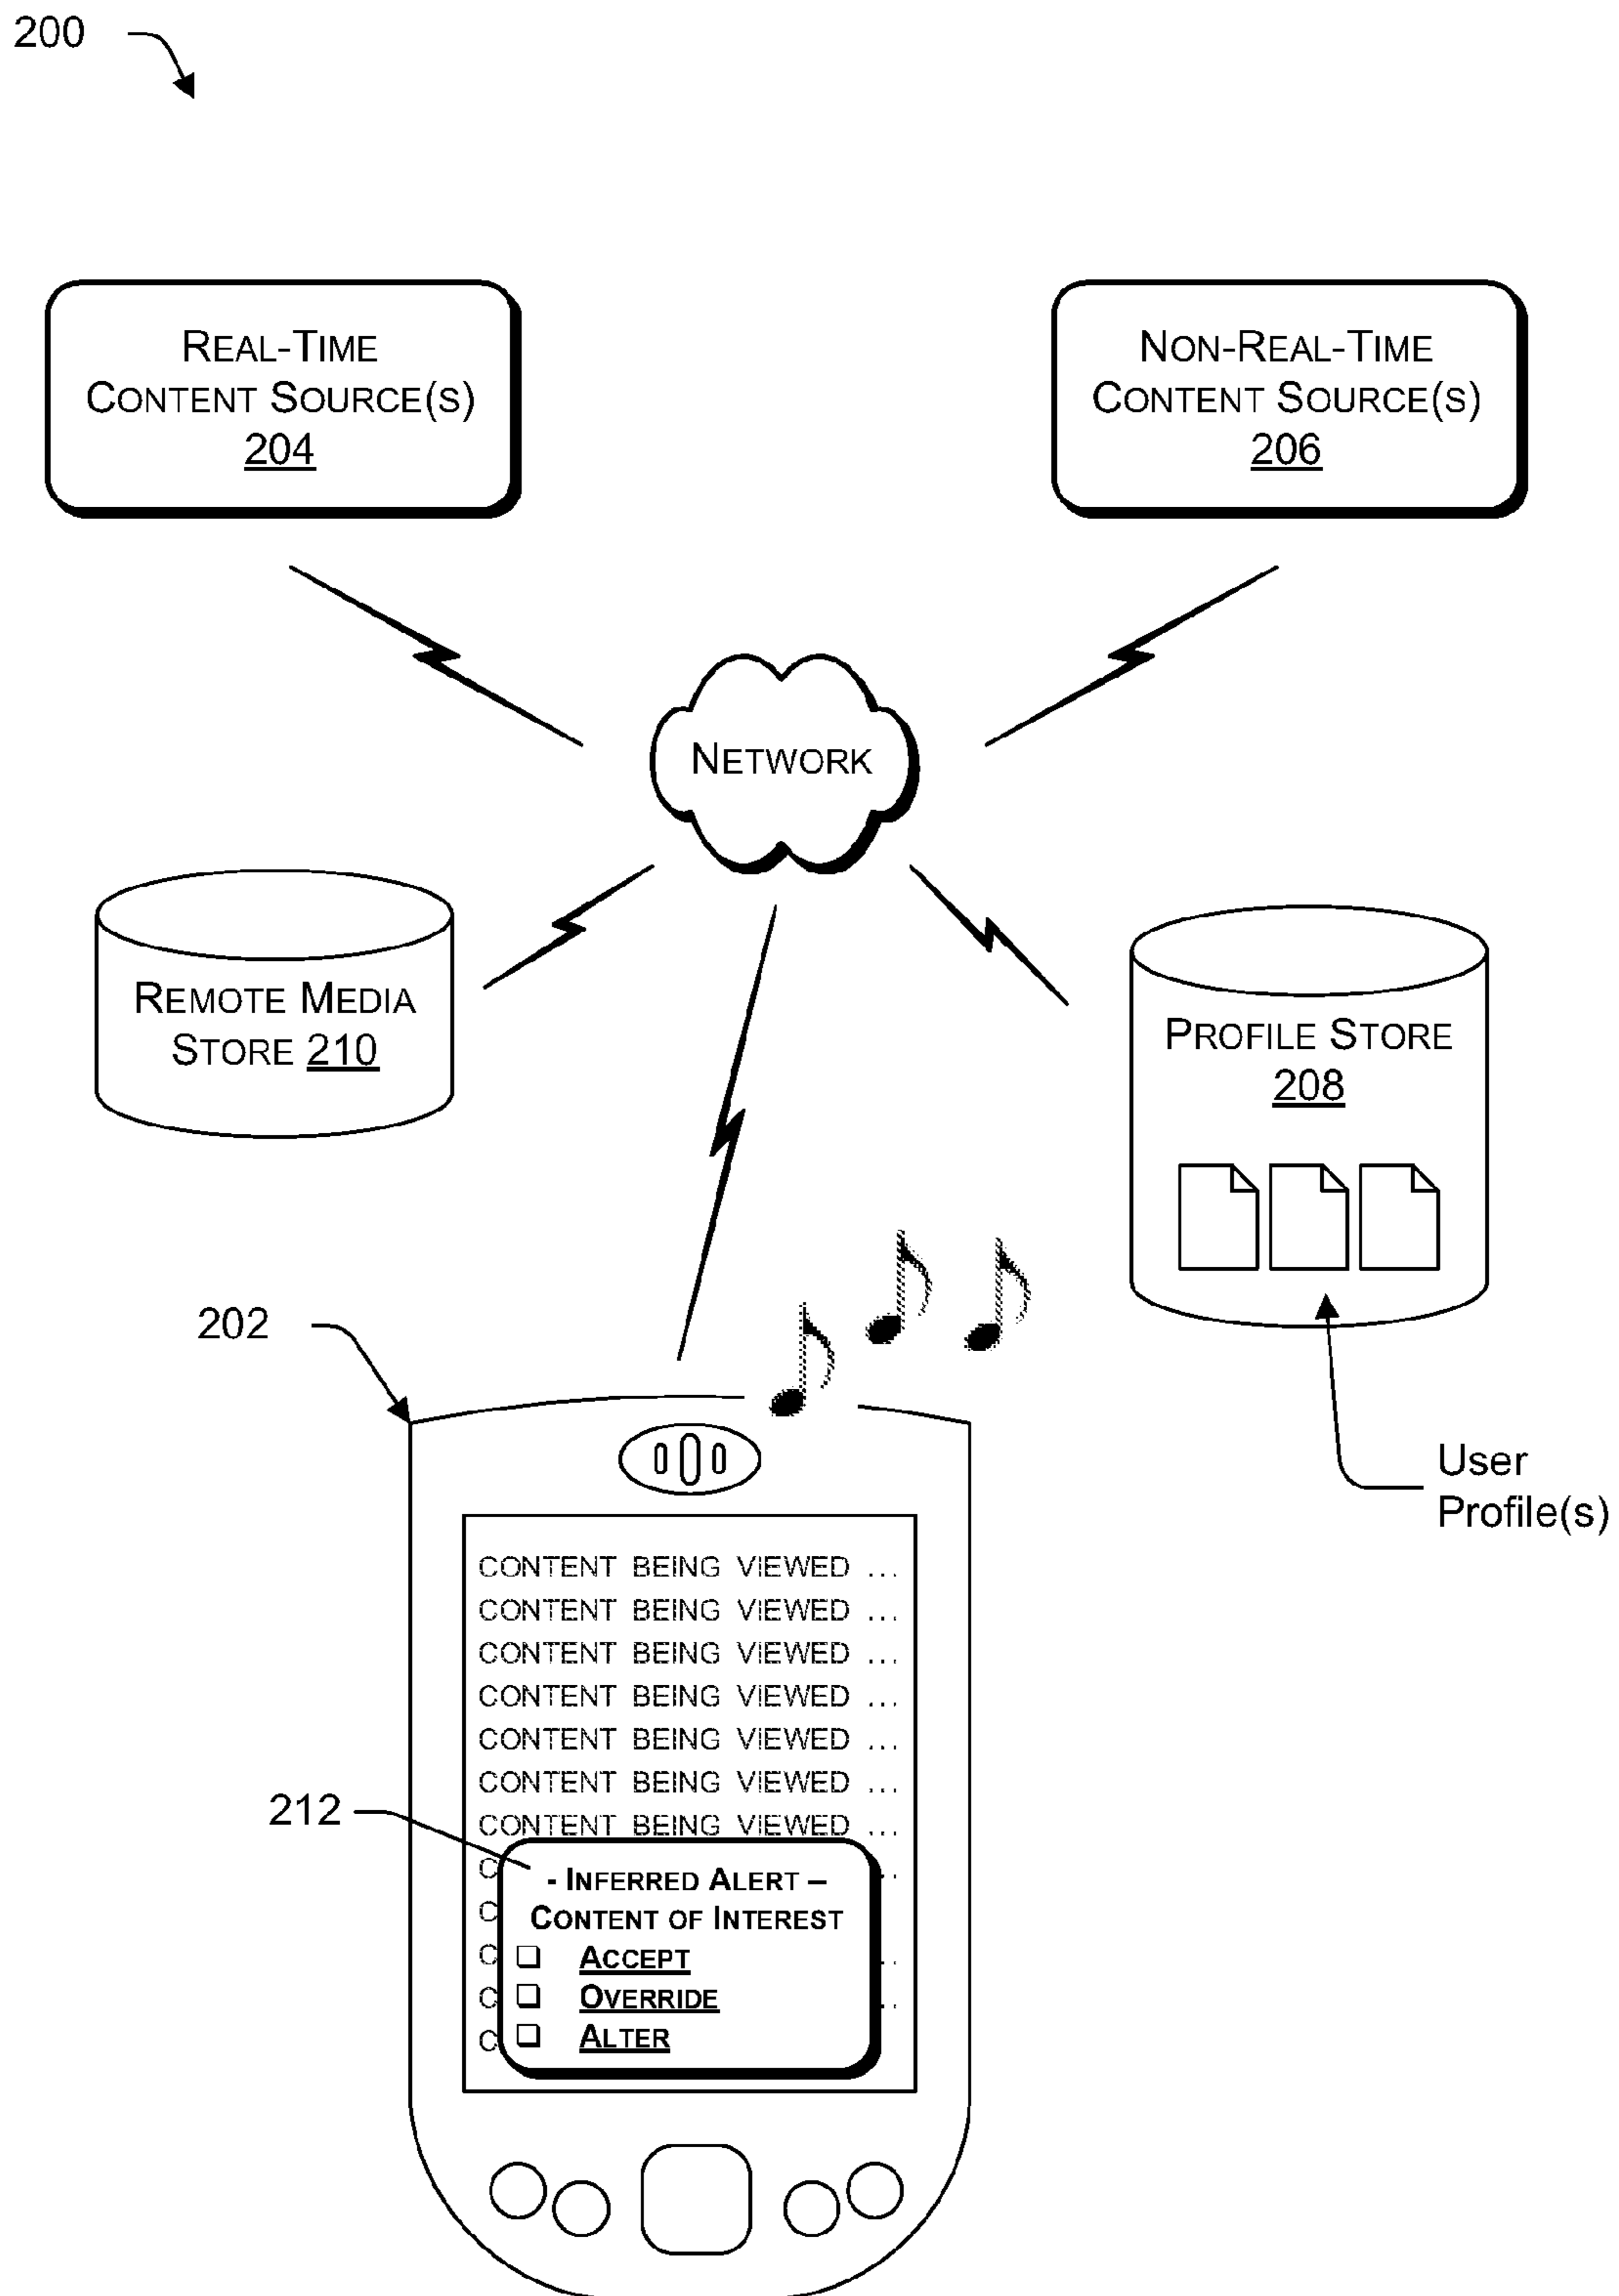 200
REAL-TIME
CONTENT SOURCE(S)
204
NON-REAL-TIME
CONTENT SOURCE(S)
206
NETWORK
REMOTE MEDIA
STORE 210
PROFILE STORE
208
202
User
Profile(s)
CONTENT BEING VIEWED ...
CONTENT BEING VIEWED ...
CONTENT BEING VIEWED ...
CONTENT BEING VIEWED ...
CONTENT BEING VIEWED ...
CONTENT BEING VIEWED ...
CONTENT BEING VIEWED ...
212
C
C
C
C
C
- INFERRED ALERT –
CONTENT OF INTEREST
❑ ACCEPT
❑ OVERRIDE
❑ ALTER